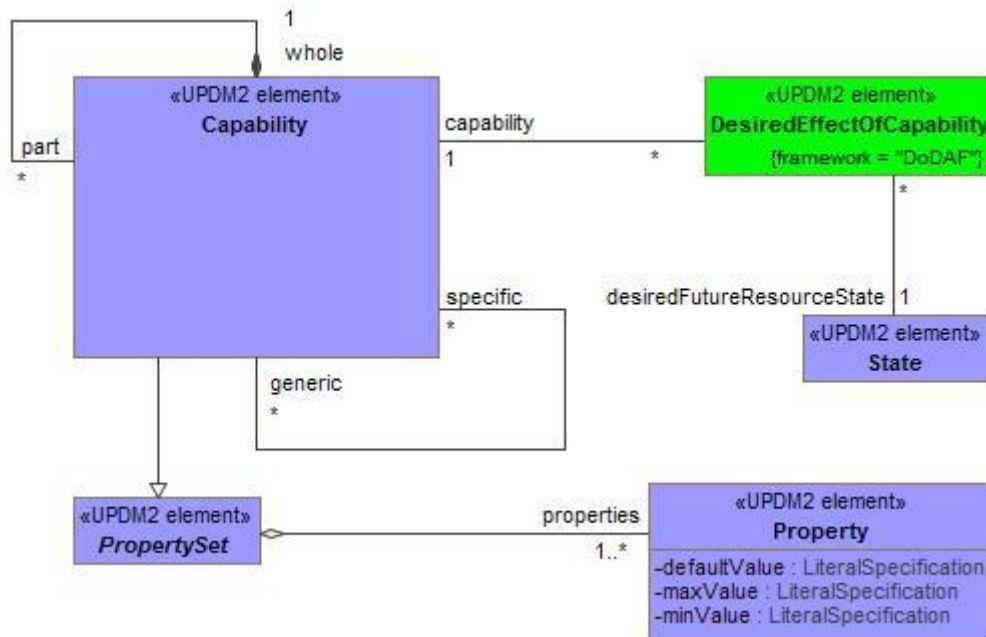 1
whole
«UPDM2 element»
Capability
part
*
capability
1
*
«UPDM2 element»
DesiredEffectOfCapability
{framework = "DoDAF"}
*
desiredFutureResourceState 1
«UPDM2 element»
State
specific
*
generic
*
«UPDM2 element»
PropertySet
properties
1..*
«UPDM2 element»
Property
-defaultValue : LiteralSpecification
-maxValue : LiteralSpecification
-minValue : LiteralSpecification